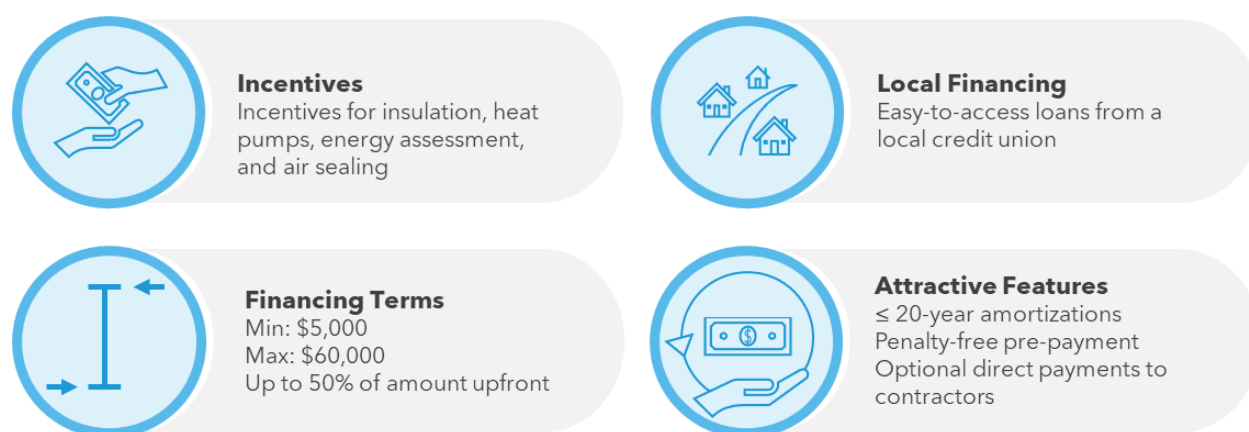 Incentives
Incentives for insulation, heat
pumps, energy assessment,
and air sealing
Local Financing
Easy-to-access loans from a
local credit union
Financing Terms
Min: $5,000
Max: $60,000
Up to 50% of amount upfront
Attractive Features
≤ 20-year amortizations
Penalty-free pre-payment
Optional direct payments to
contractors
$